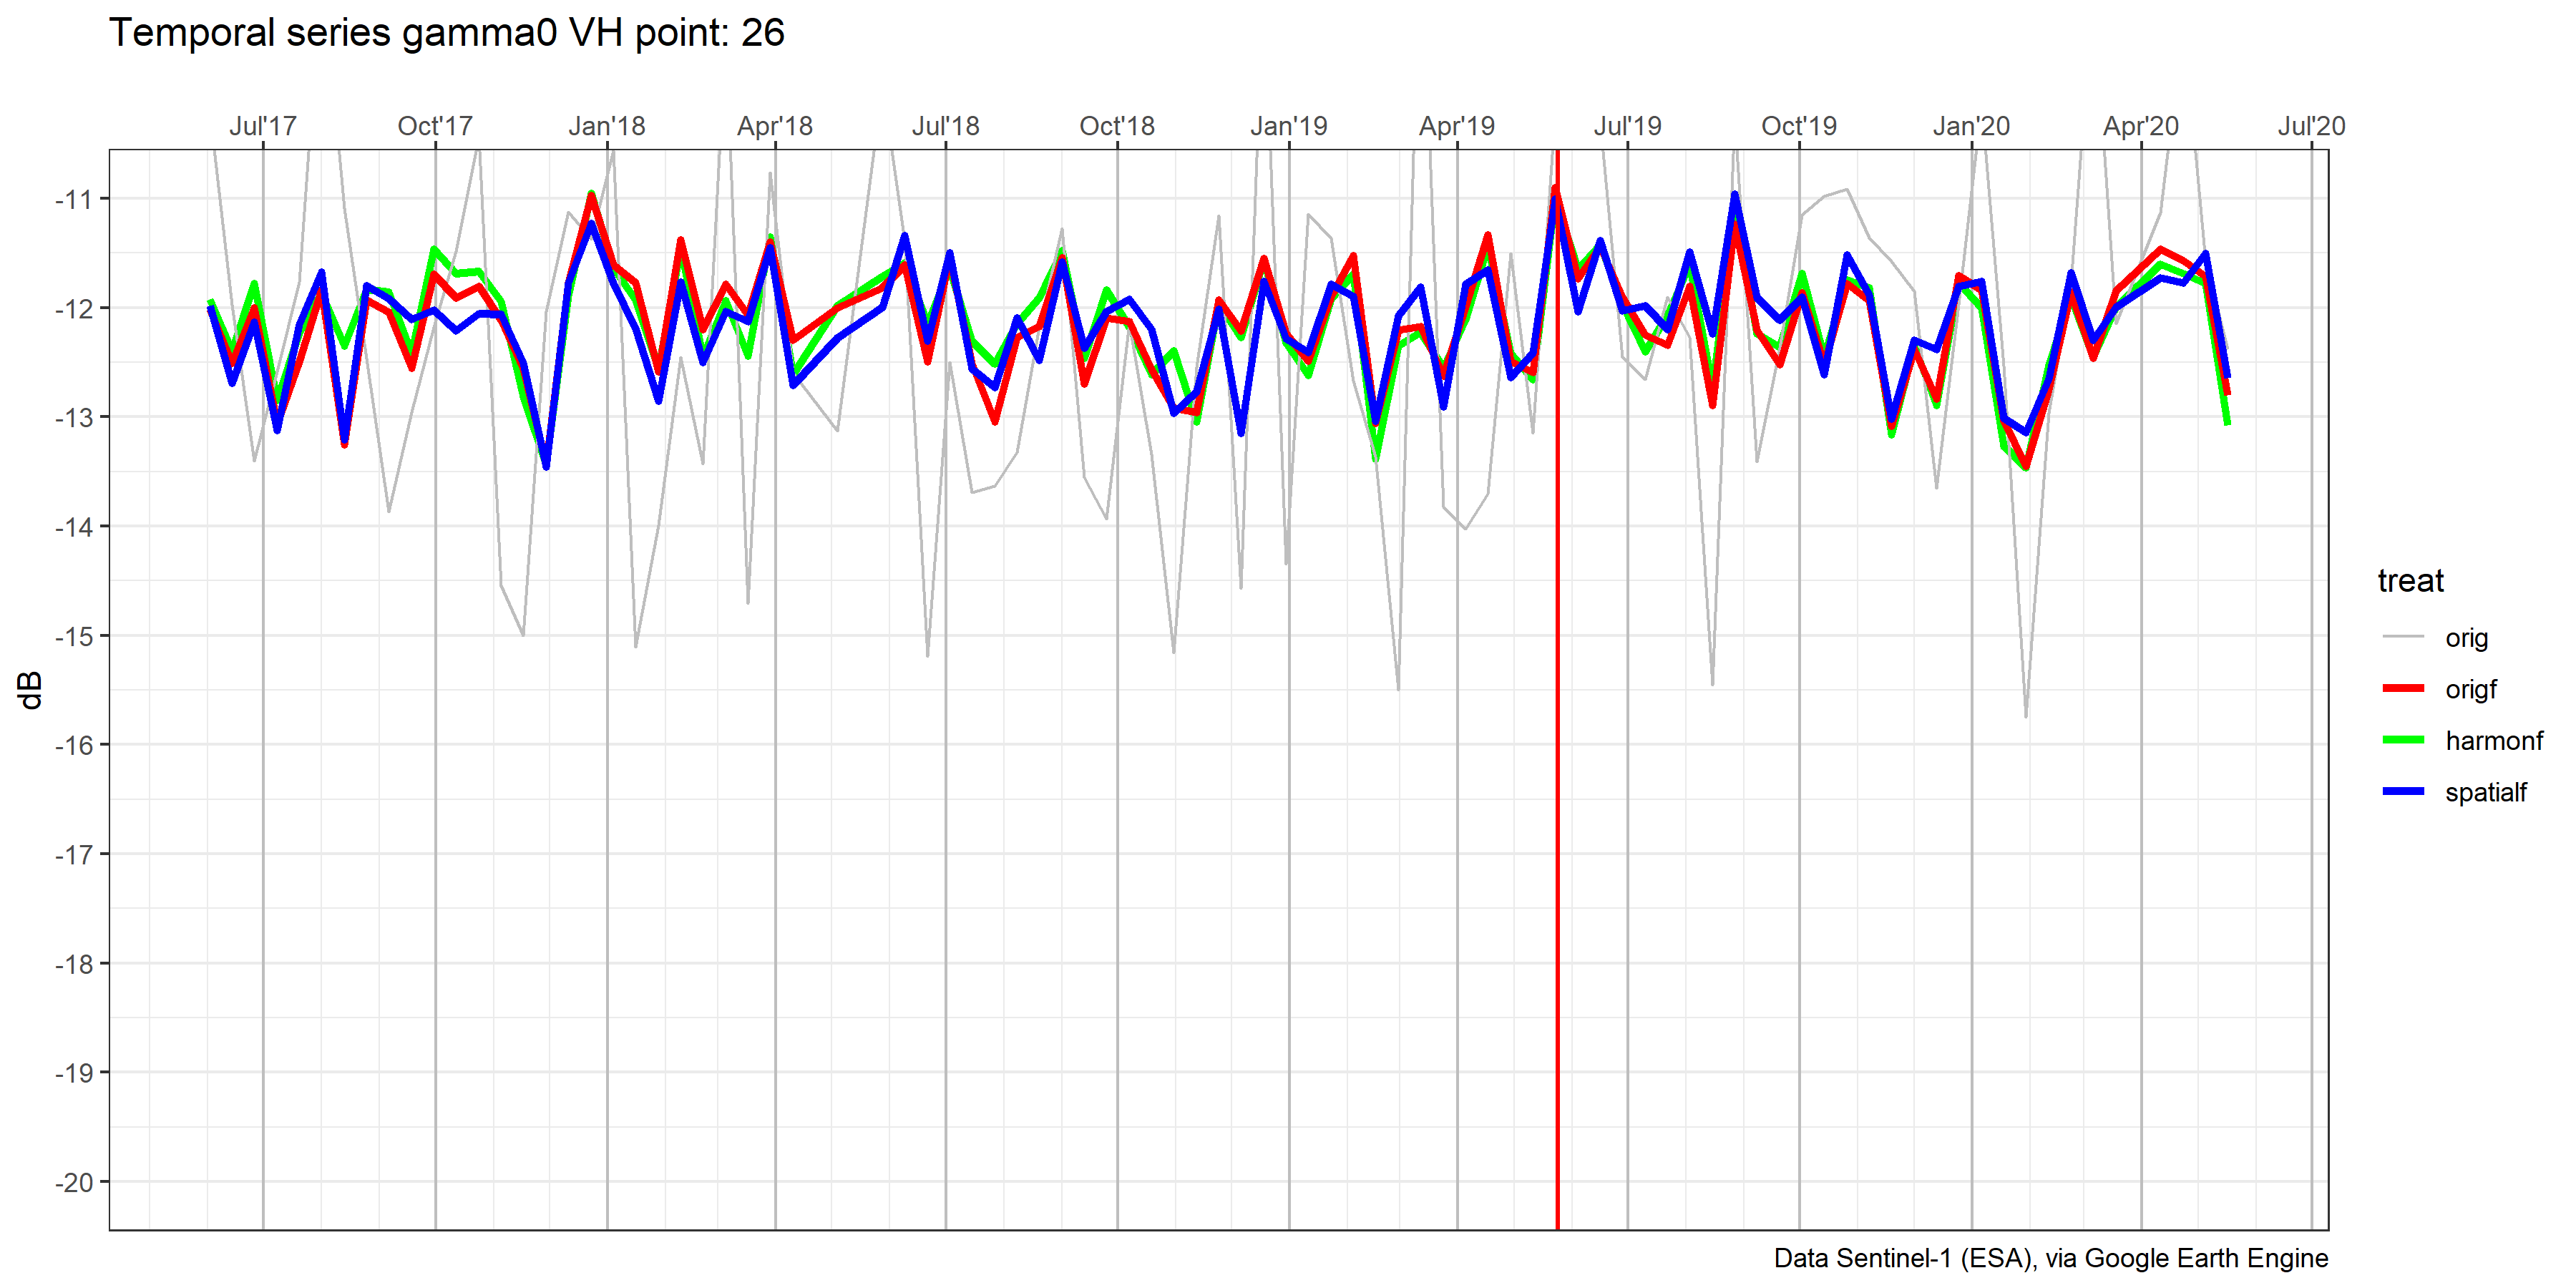 Temporal series gamma0 VH point: 26
Jul'17 Oct'17 Jan'18 Apr'18 Jul'18 Oct'18 Jan'19 Apr'19 Jul'19 Oct'19 Jan'20 Apr'20 Jul'20
-11
-12
-13
-14
-15
-16
-17
-18
-19
-20
dB
treat
orig
origf
harmonf
spatialf
Data Sentinel-1 (ESA), via Google Earth Engine